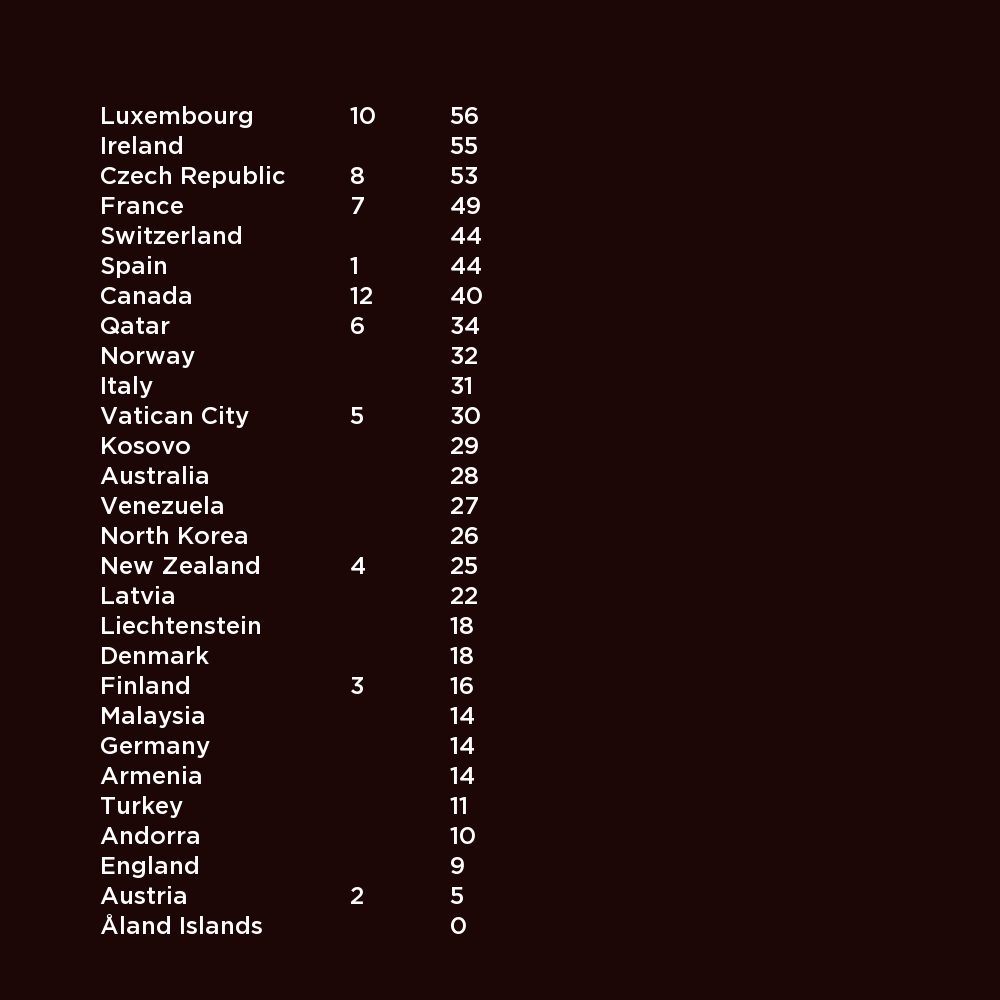 Luxembourg 10 56
Ireland 55
Czech Republic 8 53
France 7 49
Switzerland 44
Spain 1 44
Canada 12 40
Qatar 6 34
Norway 32
Italy 31
Vatican City 5 30
Kosovo 29
Australia 28
Venezuela 27
North Korea 26
New Zealand 4 25
Latvia 22
Liechtenstein 18
Denmark 18
Finland 3 16
Malaysia 14
Germany 14
Armenia 14
Turkey 11
Andorra 10
England 9
Austria 2 5
Åland Islands 0